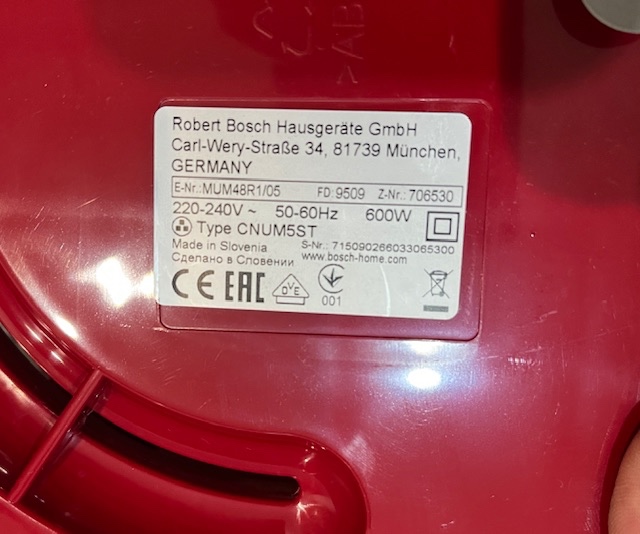 >AB
Robert Bosch Hausgeräte GmbH
Carl-Wery-Straße 34, 81739 München,
GERMANY
E-Nr.: MUM48R1/05 FD: 9509 Z-Nr.: 706530
220-240V ~ 50-60Hz 600W
Type CNUM5ST
Made in Slovenia S-Nr.: 715090266033065300
Сделано в Словении www.bosch-home.com
CE EAC OVE 001